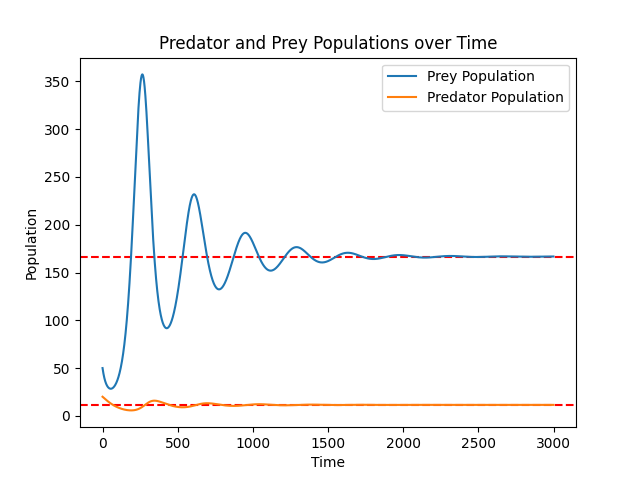 Predator and Prey Populations over Time
Prey Population
Predator Population
350
300
250
200
150
100
50
0
Population
0 500 1000 1500 2000 2500 3000
Time